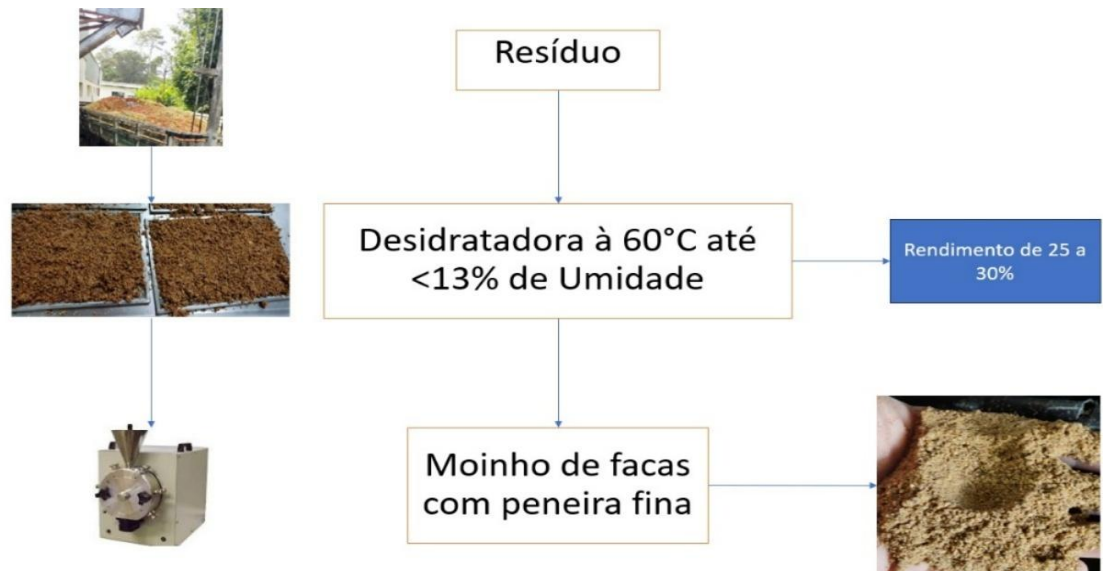 Resíduo
Desidratadora à 60°C até
<13% de Umidade
Rendimento de 25 a
30%
Moinho de facas
com peneira fina